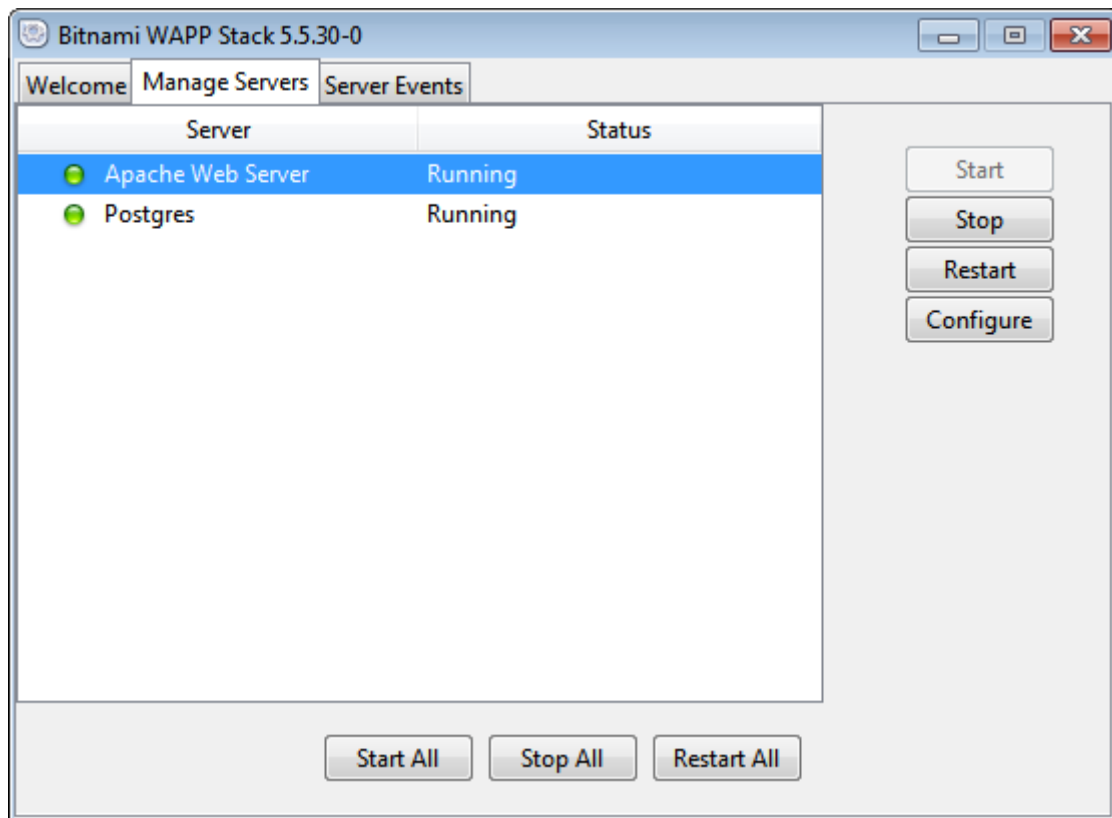 Bitnami WAPP Stack 5.5.30-0
Welcome Manage Servers Server Events
Server Status
Apache Web Server Running
Postgres Running
Start
Stop
Restart
Configure
Start All Stop All Restart All